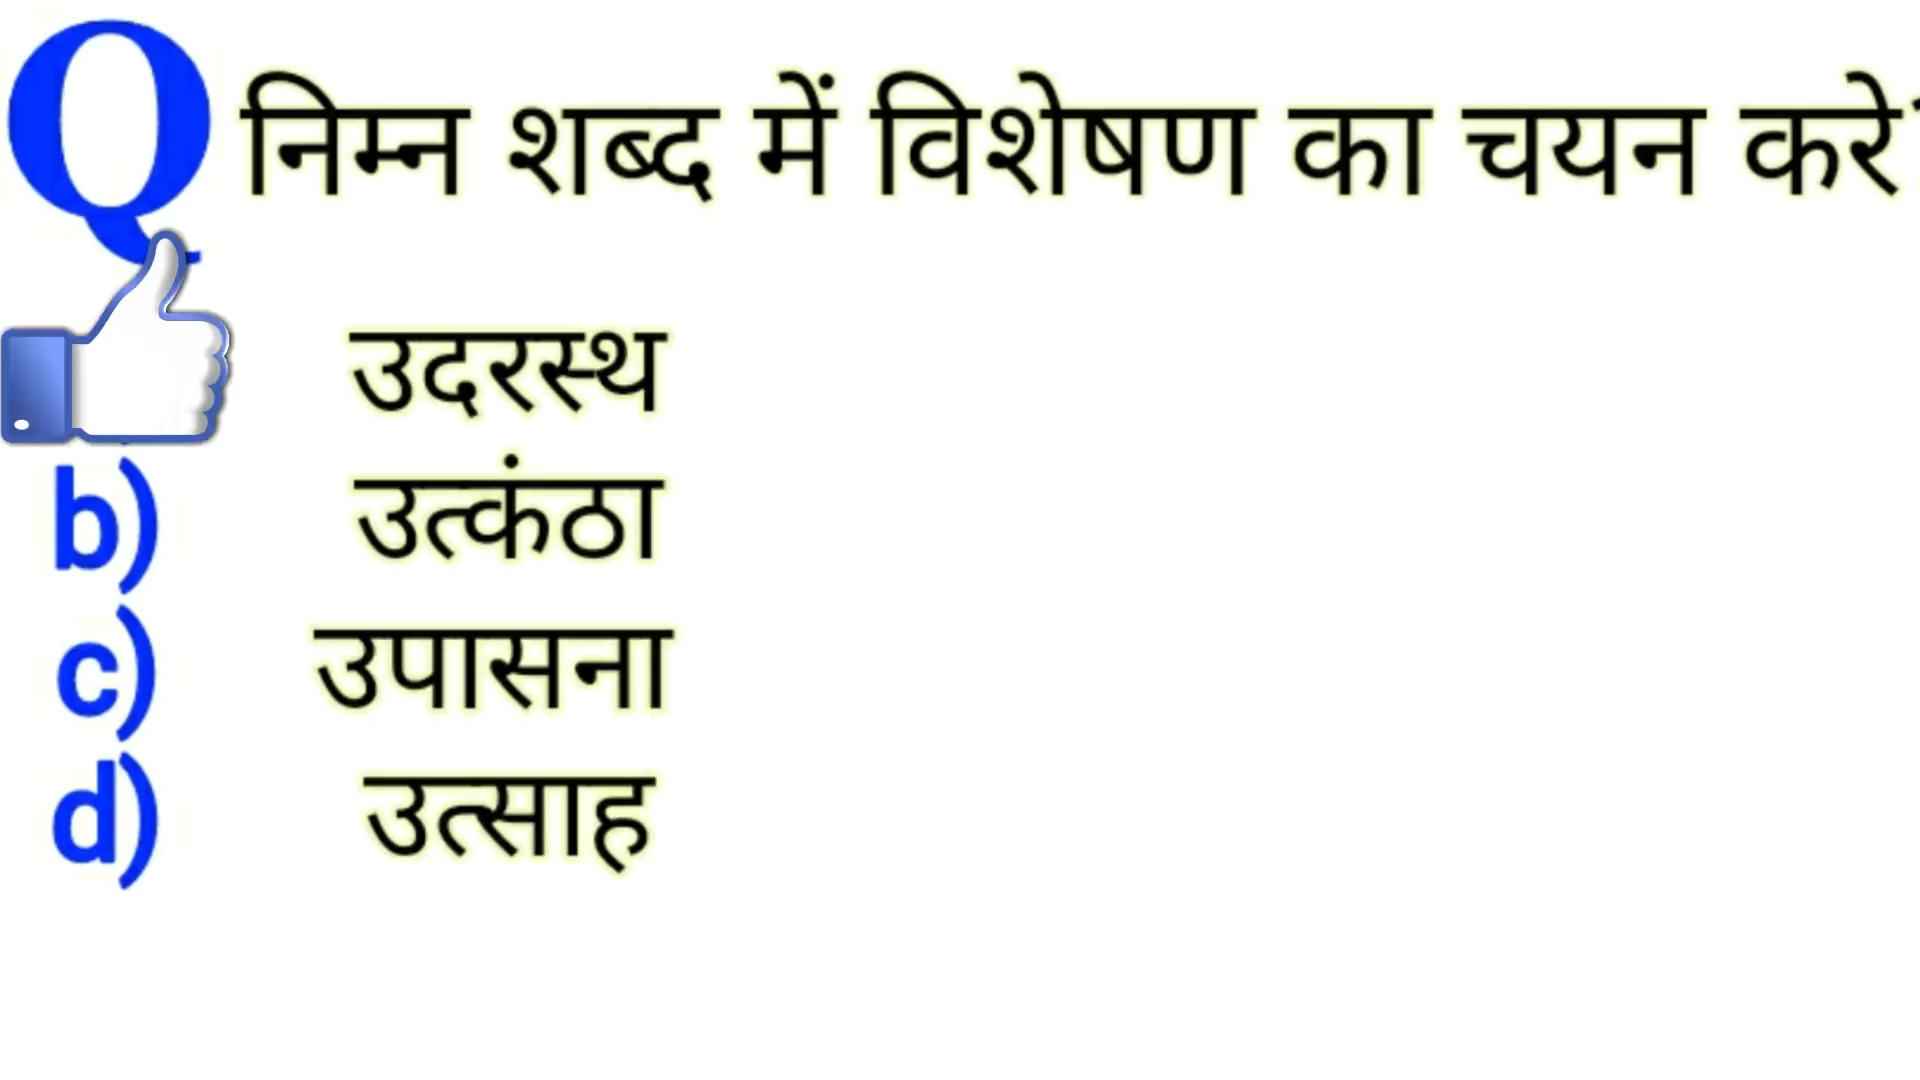 Q निम्न शब्द में विशेषण का चयन करे
उदरस्थ
b) उत्कंठा
c) उपासना
d) उत्साह